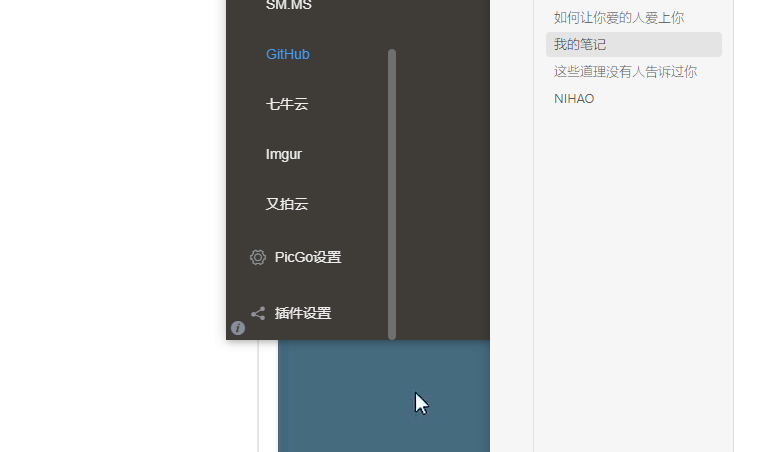 SM.MS
GitHub
七牛云
Imgur
又拍云
PicGo设置
插件设置
如何让你爱的人爱上你
我的笔记
这些道理没有人告诉过你
NIHAO